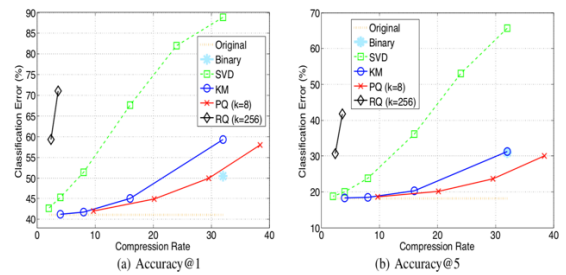 90
85
80
75
70
65
60
55
50
45
40
Classification Error (%)
0 10 20 30 40
Compression Rate
Original
Binary
SVD
KM
PQ (k=8)
RQ (k=256)
(a) Accuracy@1
70
60
50
40
30
20
10
Classification Error (%)
0 10 20 30 40
Compression Rate
Original
Binary
SVD
KM
PQ (k=8)
RQ (k=256)
(b) Accuracy@5